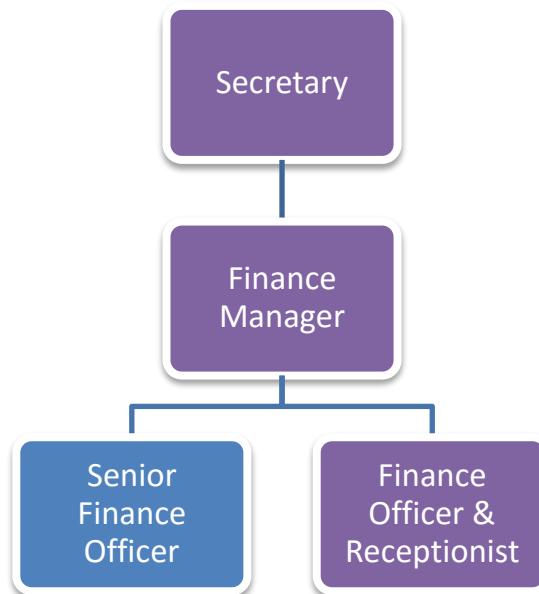 Secretary
Finance
Manager
Senior
Finance
Officer
Finance
Officer &
Receptionist